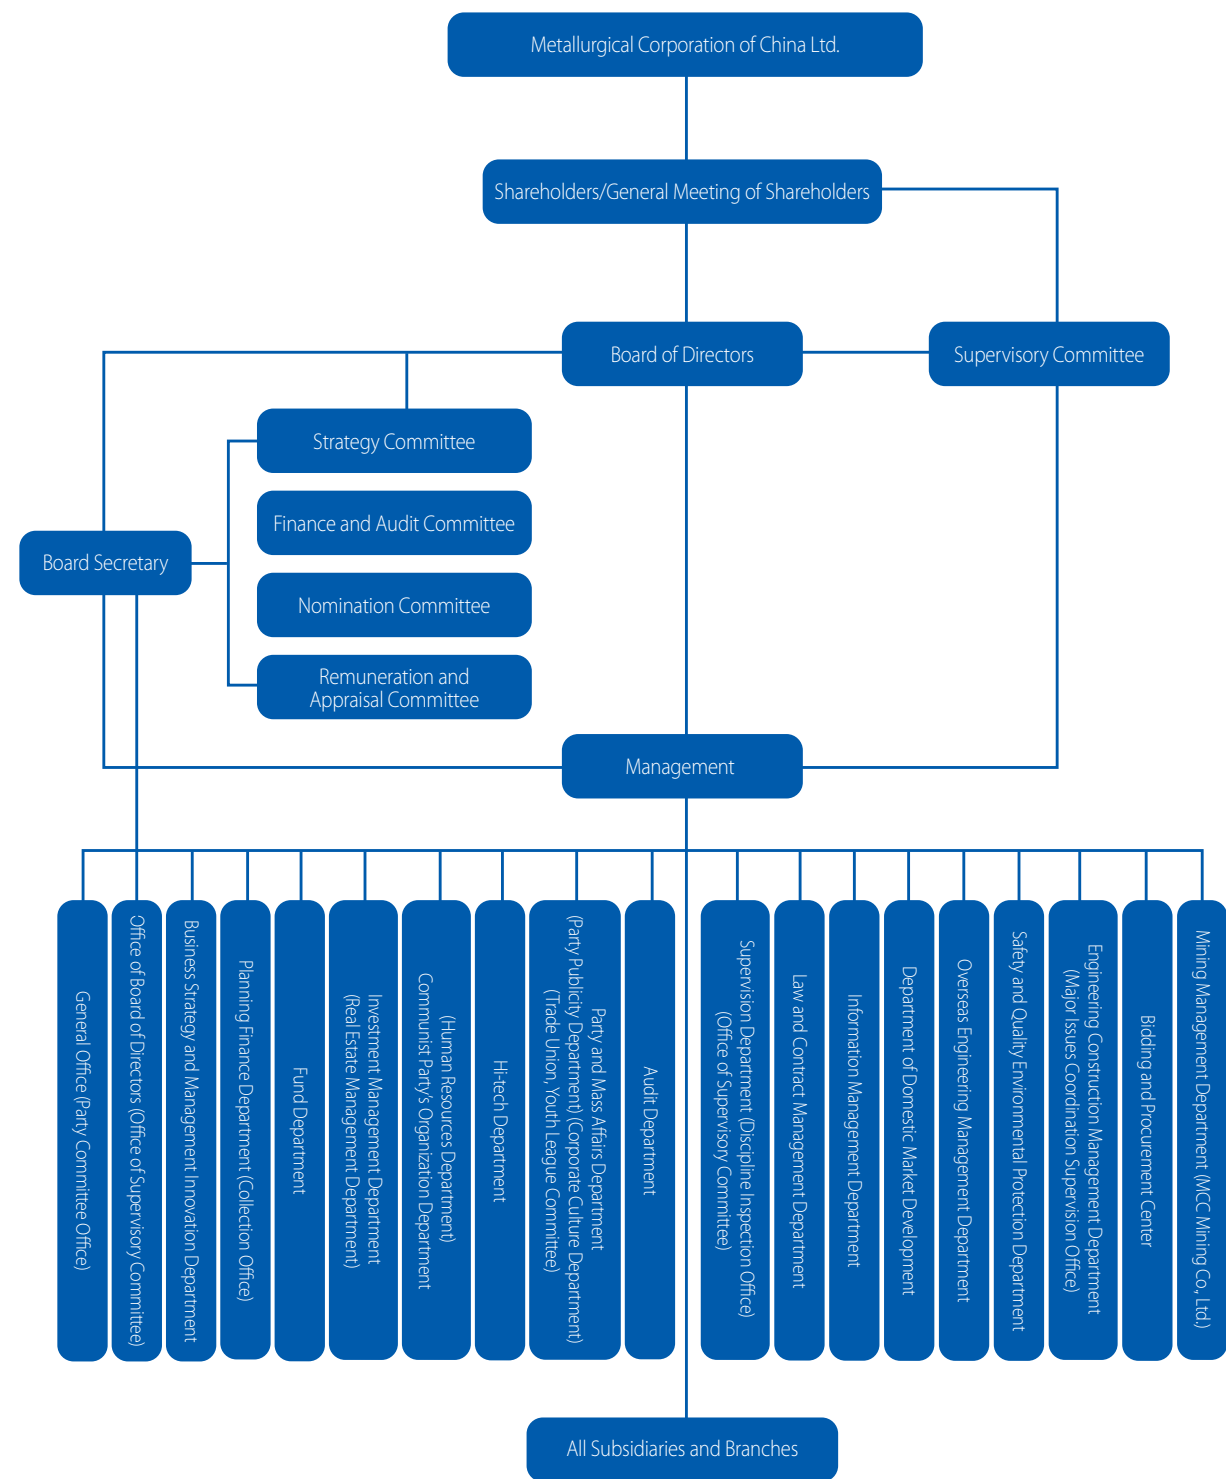 Metallurgical Corporation of China Ltd.
Shareholders/General Meeting of Shareholders
Board of Directors
Supervisory Committee
Strategy Committee
Finance and Audit Committee
Board Secretary
Nomination Committee
Remuneration and
Appraisal Committee
Management
General Office (Party Committee Office)
Office of Board of Directors (Office of Supervisory Committee)
Business Strategy and Management Innovation Department
Planning Finance Department (Collection Office)
Fund Department
Investment Management Department
(Real Estate Management Department)
(Human Resources Department)
Communist Party's Organization Department
Hi-tech Department
Party and Mass Affairs Department
(Party Publicity Department) (Corporate Culture Department)
(Trade Union, Youth League Committee)
Audit Department
Supervision Department (Discipline Inspection Office)
(Office of Supervisory Committee)
Law and Contract Management Department
Information Management Department
Department of Domestic Market Development
Overseas Engineering Management Department
Safety and Quality Environmental Protection Department
Engineering Construction Management Department
(Major Issues Coordination Supervision Office)
Bidding and Procurement Center
Mining Management Department (MCC Mining Co., Ltd.)
All Subsidiaries and Branches